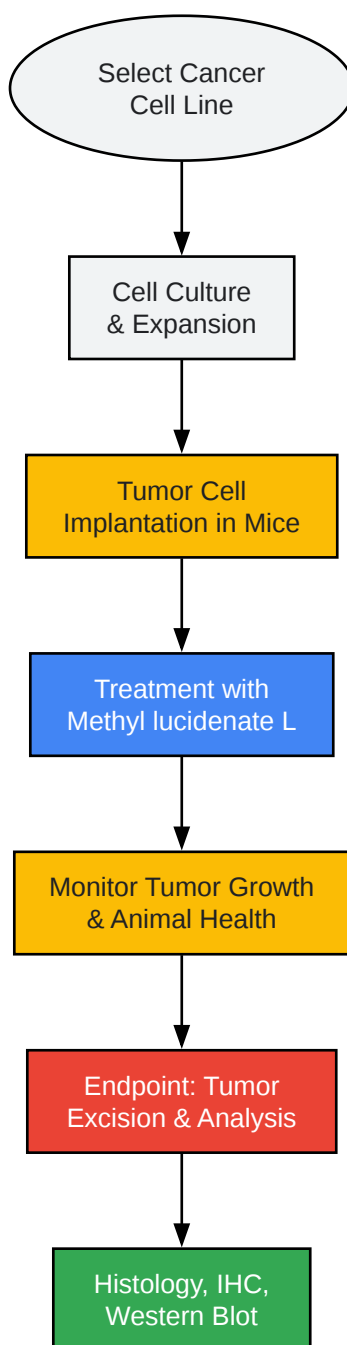 Select Cancer
Cell Line
Cell Culture
& Expansion
Tumor Cell
Implantation in Mice
Treatment with
Methyl lucidenate L
Monitor Tumor Growth
& Animal Health
Endpoint: Tumor
Excision & Analysis
Histology, IHC,
Western Blot